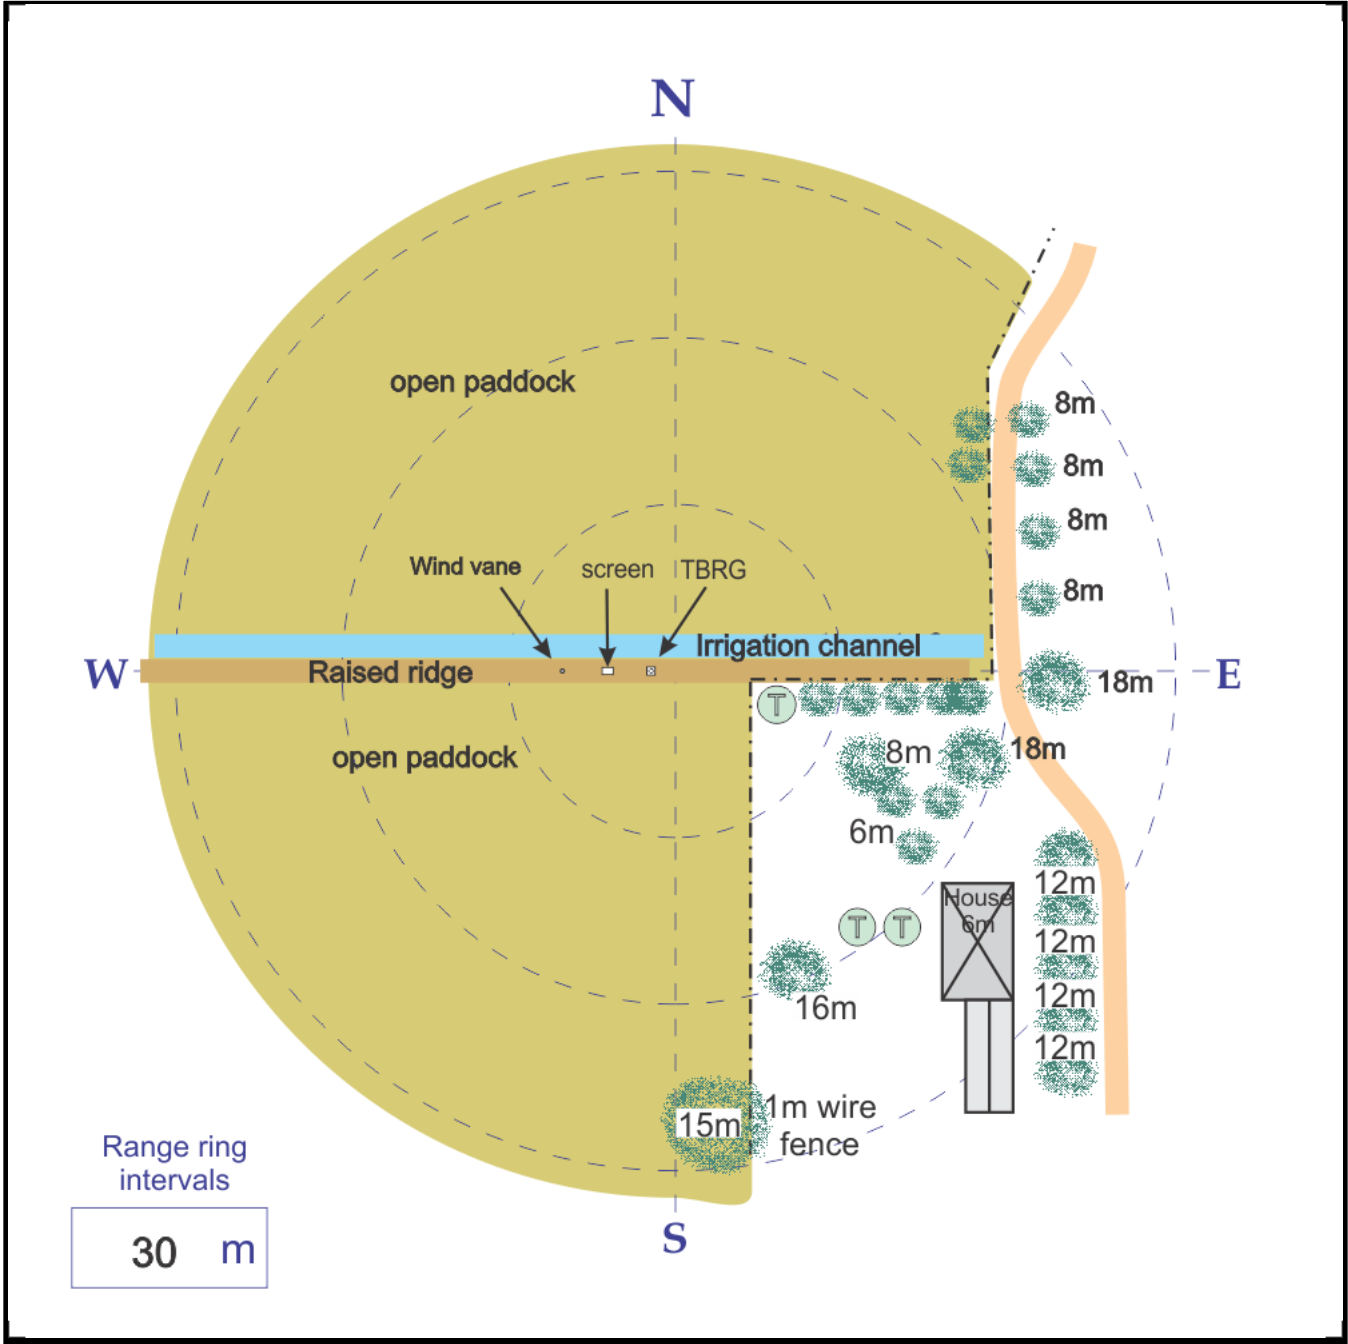 N
open paddock
8m
8m
8m
Wind vane
screen
TBRG
8m
Irrigation channel
W
Raised ridge
E
18m
T
open paddock
8m
18m
6m
12m
House
6m
T
T
12m
16m
12m
12m
15m
1m wire
fence
Range ring
intervals
S
30 m